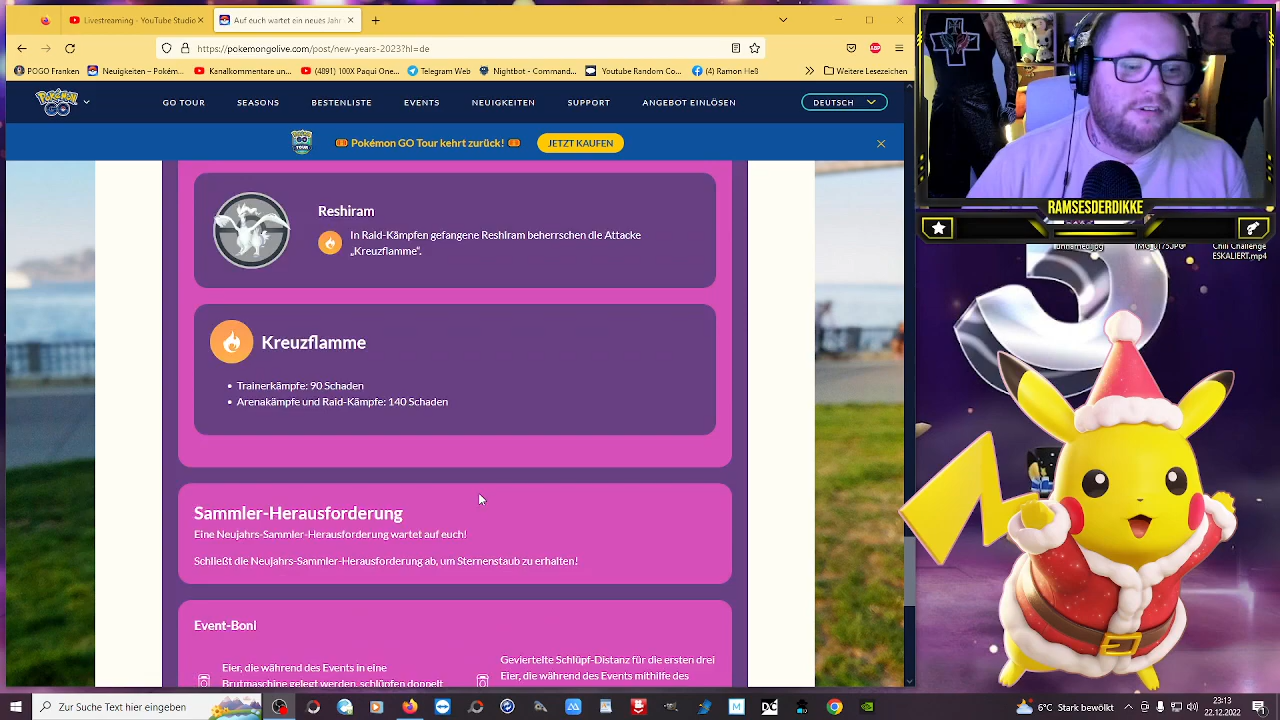 Livestreaming - YouTube Studio
Auf euch wartet ein neues Jahr
https://pokemongolive.com/post/new-years-2023?hl=de
POGO Franken
Neuigkeiten – Pokém...
Kanalkommentare un...
(4891) 100X Paqui One...
Telegram Web
Nightbot - Command...
Youtube Random Co...
(4) Ramon Heß
Weitere Lesezeichen
POKÉMON GO
GO TOUR
SEASONS
BESTENLISTE
EVENTS
NEUIGKEITEN
SUPPORT
ANGEBOT EINLÖSEN
DEUTSCH
Pokémon GO Tour kehrt zurück!
JETZT KAUFEN
Reshiram
In Raid-Kämpfen gefangene Reshiram beherrschen die Attacke
„Kreuzflamme“.
Kreuzflamme
Trainerkämpfe: 90 Schaden
Arenakämpfe und Raid-Kämpfe: 140 Schaden
Sammler-Herausforderung
Eine Neujahrs-Sammler-Herausforderung wartet auf euch!
Schließt die Neujahrs-Sammler-Herausforderung ab, um Sternenstaub zu erhalten!
Event-Boni
Eier, die während des Events in eine
Brutmaschine gelegt werden, schlüpfen doppelt
Geviertelte Schlüpf-Distanz für die ersten drei
Eier, die während des Events mithilfe des
RAMSESDERDIKKE
Chili Challenge
ESKALIERT.mp4
Zur Suche Text hier eingeben
6°C
23:13
22.12.2022